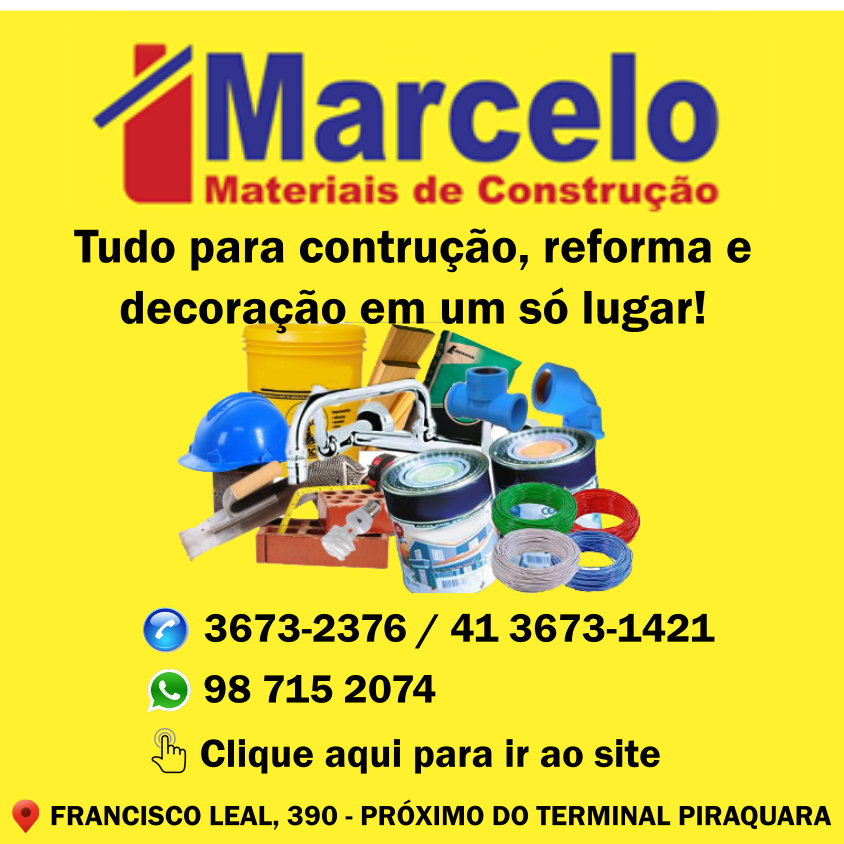 Marcelo
Materiais de Construção
Tudo para contrução, reforma e
decoração em um só lugar!
3673-2376 / 41 3673-1421
98 715 2074
Clique aqui para ir ao site
FRANCISCO LEAL, 390 - PRÓXIMO DO TERMINAL PIRAQUARA